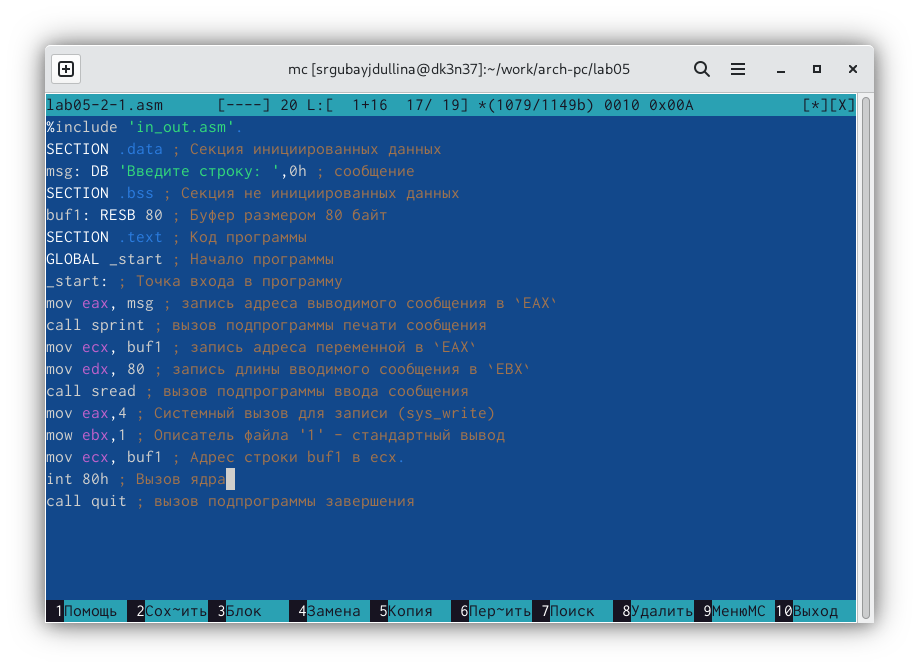 mc [srgubayjdullina@dk3n37]:~/work/arch-pc/lab05
lab05-2-1.asm      [----] 20 L:[  1+16  17/ 19] *(1079/1149b) 0010 0x00A            [*][X]
%include 'in_out.asm'.
SECTION .data ; Секция инициированных данных
msg: DB 'Введите строку: ',0h ; сообщение
SECTION .bss ; Секция не инициированных данных
buf1: RESB 80 ; Буфер размером 80 байт
SECTION .text ; Код программы
GLOBAL _start ; Начало программы
_start: ; Точка входа в программу
mov eax, msg ; запись адреса выводимого сообщения в `EAX`
call sprint ; вызов подпрограммы печати сообщения
mov ecx, buf1 ; запись адреса переменной в `EAX`
mov edx, 80 ; запись длины вводимого сообщения в `EBX`
call sread ; вызов подпрограммы ввода сообщения
mov eax,4 ; Системный вызов для записи (sys_write)
mow ebx,1 ; Описатель файла '1' - стандартный вывод
mov ecx, buf1 ; Адрес строки buf1 в ecx.
int 80h ; Вызов ядра
call quit ; вызов подпрограммы завершения
1Помощь 2Сох~ить 3Блок 4Замена 5Копия 6Пер~ить 7Поиск 8Удалить 9МенюМС 10Выход